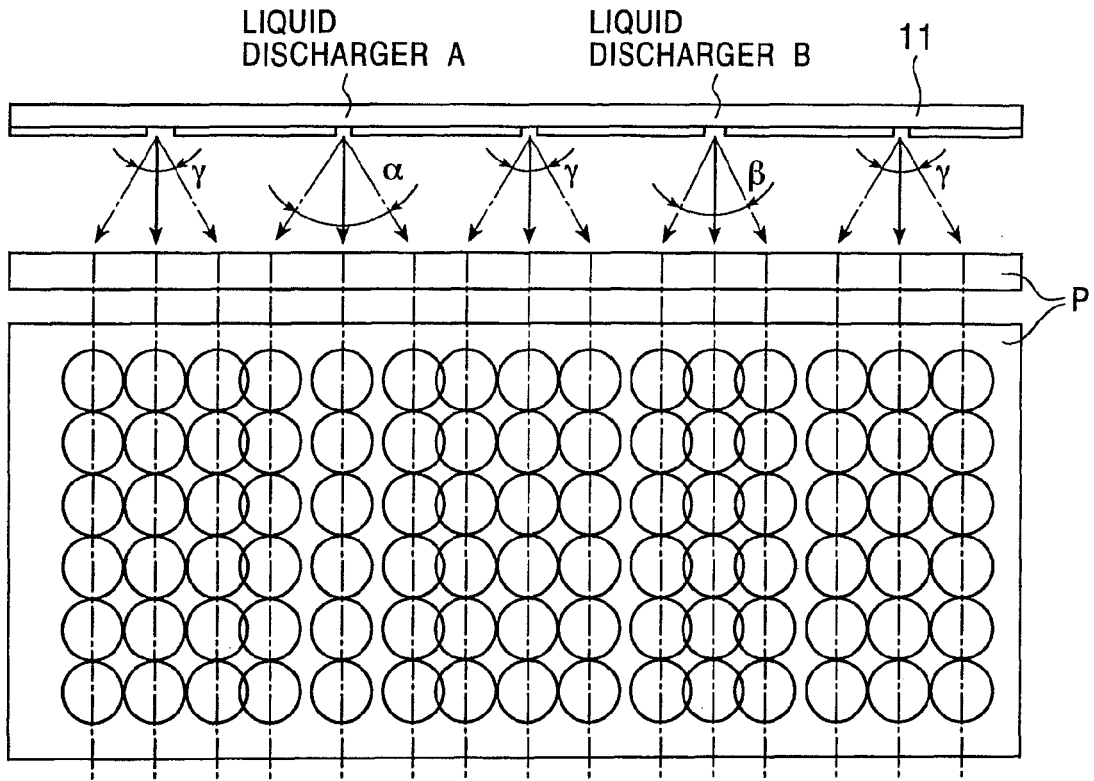 LIQUID
DISCHARGER A
LIQUID
DISCHARGER B
11
γ
α
γ
β
γ
P